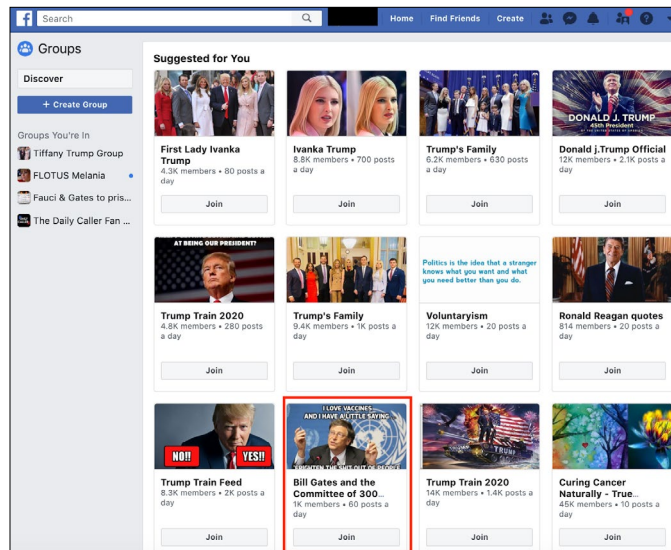 f Search Home Find Friends Create
Groups
Discover
+ Create Group
Groups You're In
Tiffany Trump Group
FLOTUS Melania
Fauci & Gates to pris...
The Daily Caller Fan ...
Suggested for You
First Lady Ivanka
Trump
4.3K members • 80 posts
a day
Join
Ivanka Trump
8.8K members • 700 posts
a day
Join
Trump's Family
6.2K members • 630 posts
a day
Join
DONALD J. TRUMP
45th President
OF THE UNITED STATES OF AMERICA
Donald j.Trump Official
12K members • 2.1K posts a
day
Join
AT BEING OUR PRESIDENT?
Trump Train 2020
4.8K members • 280 posts
a day
Join
Trump's Family
9.4K members • 1K posts a
day
Join
Politics is the idea that a stranger
knows what you want and what
you need better than you do.
Voluntaryism
12K members • 20 posts a
day
Join
Ronald Reagan quotes
814 members • 20 posts a
day
Join
NO!! YES!!
Trump Train Feed
8.3K members • 2K posts a
day
Join
I LOVE VACCINES
AND I HAVE A LITTLE SAYING
FRIGHTEN THE SHIT OUT OF PEOPLE
Bill Gates and the
Committee of 300...
1K members • 60 posts a
day
Join
TRUMP
Trump Train 2020
14K members • 1.4K posts a
day
Join
Curing Cancer
Naturally - True...
45K members • 10 posts a
day
Join